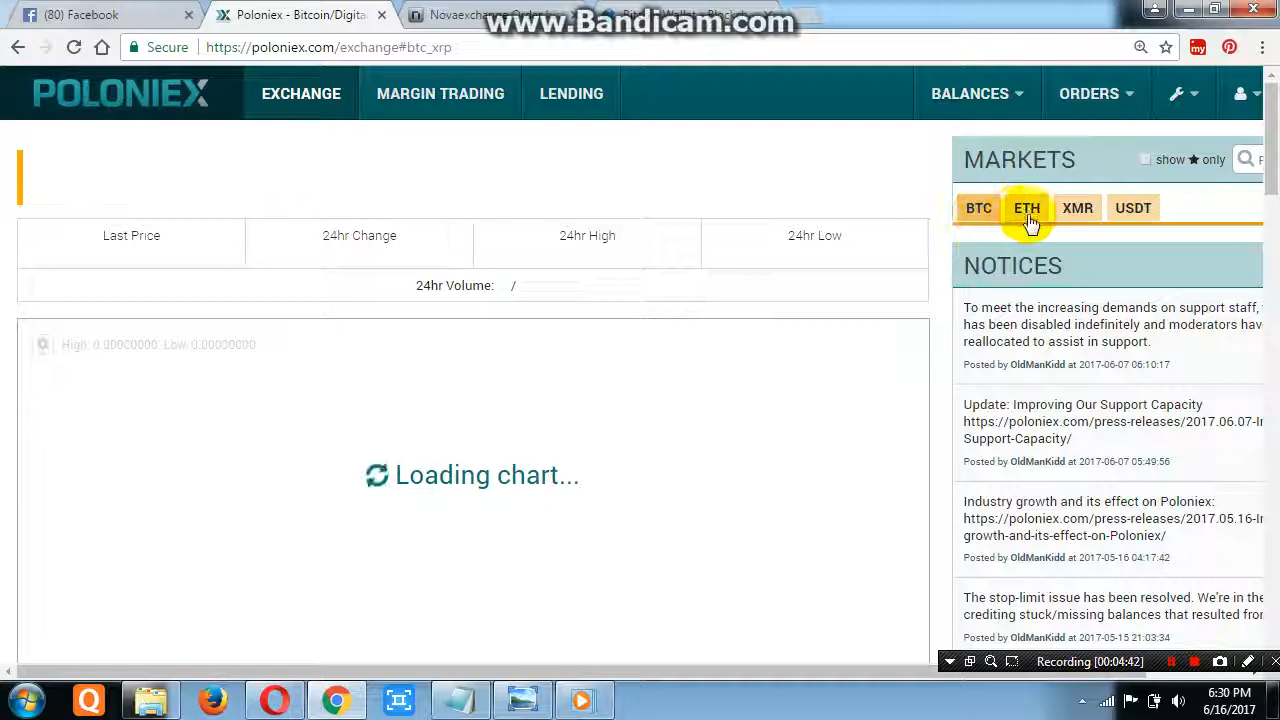 (80) Facebook
Poloniex - Bitcoin/Digita
www.Bandicam.com
Secure
https://poloniex.com/exchange#btc_xrp
my
POLONIEX
EXCHANGE
MARGIN TRADING
LENDING
BALANCES
ORDERS
MARKETS
show ★ only
BTC
ETH
XMR
USDT
Last Price
24hr Change
24hr High
24hr Low
24hr Volume: /
High: 0.00000000 Low: 0.00000000
Loading chart...
NOTICES
To meet the increasing demands on support staff,
has been disabled indefinitely and moderators have
reallocated to assist in support.
Posted by OldManKidd at 2017-06-07 06:10:17
Update: Improving Our Support Capacity
https://poloniex.com/press-releases/2017.06.07-I
Support-Capacity/
Posted by OldManKidd at 2017-06-07 05:49:56
Industry growth and its effect on Poloniex:
https://poloniex.com/press-releases/2017.05.16-I
growth-and-its-effect-on-Poloniex/
Posted by OldManKidd at 2017-05-16 04:17:42
The stop-limit issue has been resolved. We're in the
crediting stuck/missing balances that resulted from
Posted by OldManKidd at 2017-05-15 21:03:34
Recording [00:04:42]
6:30 PM
6/16/2017